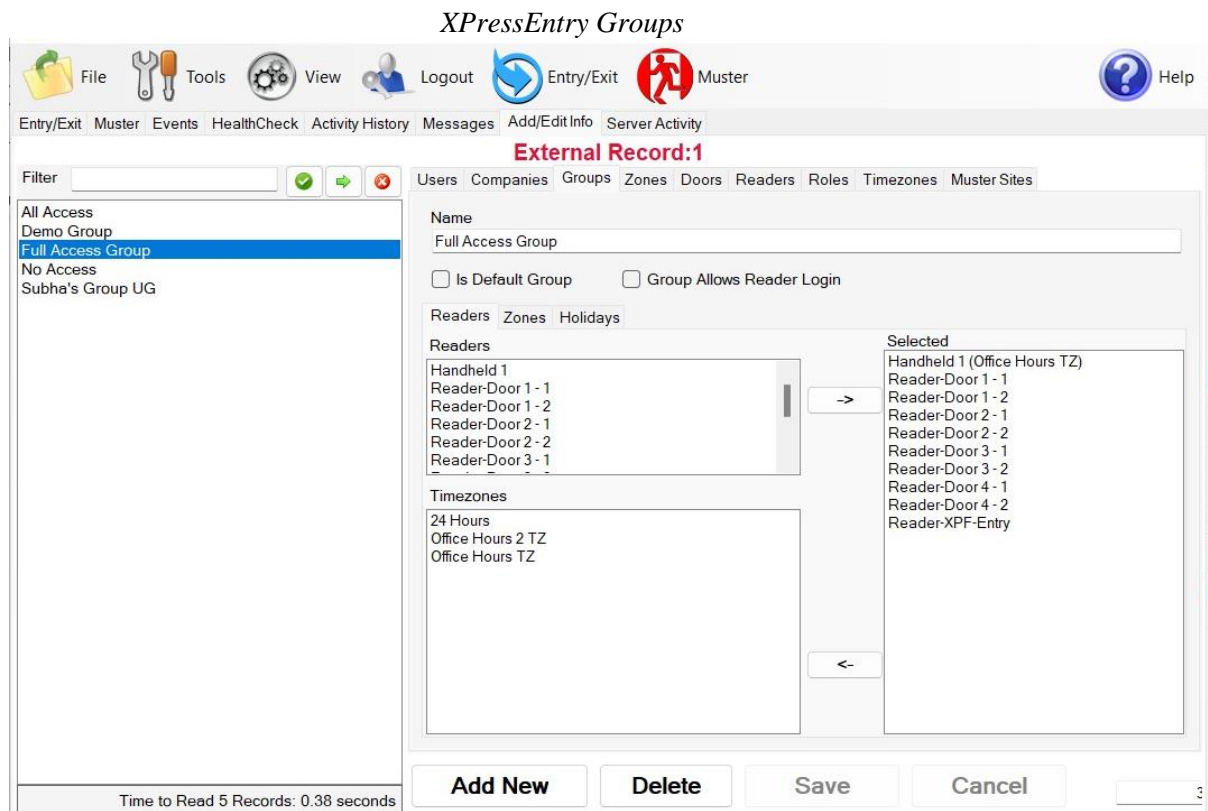 XPressEntry Groups
File Tools View Logout Entry/Exit Muster Help
Entry/Exit Muster Events HealthCheck Activity History Messages Add/Edit Info Server Activity
External Record:1
Filter
Users Companies Groups Zones Doors Readers Roles Timezones Muster Sites
All Access
Demo Group
Full Access Group
No Access
Subha's Group UG
Time to Read 5 Records: 0.38 seconds
Name
Full Access Group
Is Default Group Group Allows Reader Login
Readers Zones Holidays
Readers
Handheld 1
Reader-Door 1 - 1
Reader-Door 1 - 2
Reader-Door 2 - 1
Reader-Door 2 - 2
Reader-Door 3 - 1
->
<-
Timezones
24 Hours
Office Hours 2 TZ
Office Hours TZ
Selected
Handheld 1 (Office Hours TZ)
Reader-Door 1 - 1
Reader-Door 1 - 2
Reader-Door 2 - 1
Reader-Door 2 - 2
Reader-Door 3 - 1
Reader-Door 3 - 2
Reader-Door 4 - 1
Reader-Door 4 - 2
Reader-XPF-Entry
Add New Delete Save Cancel